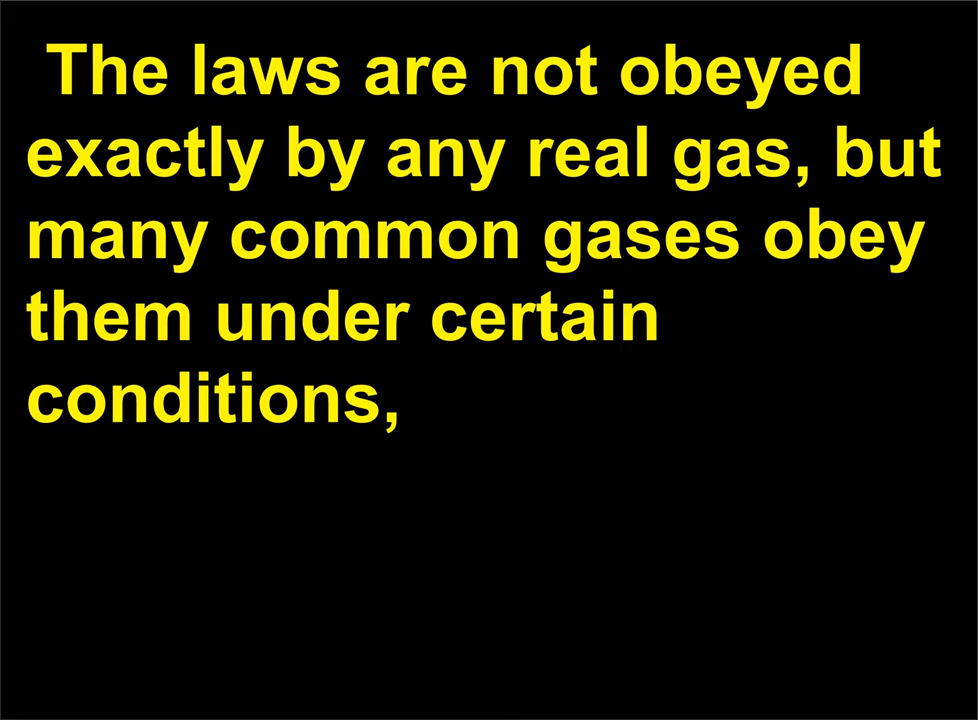 The laws are not obeyed
exactly by any real gas, but
many common gases obey
them under certain
conditions,